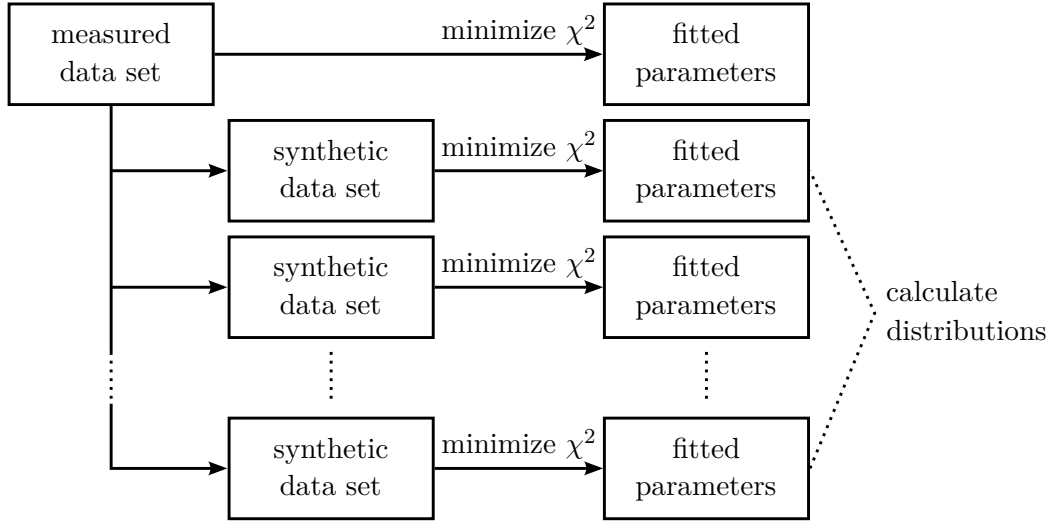 measured
data set
minimize χ²
fitted
parameters
synthetic
data set
minimize χ²
fitted
parameters
synthetic
data set
minimize χ²
fitted
parameters
calculate
distributions
synthetic
data set
minimize χ²
fitted
parameters